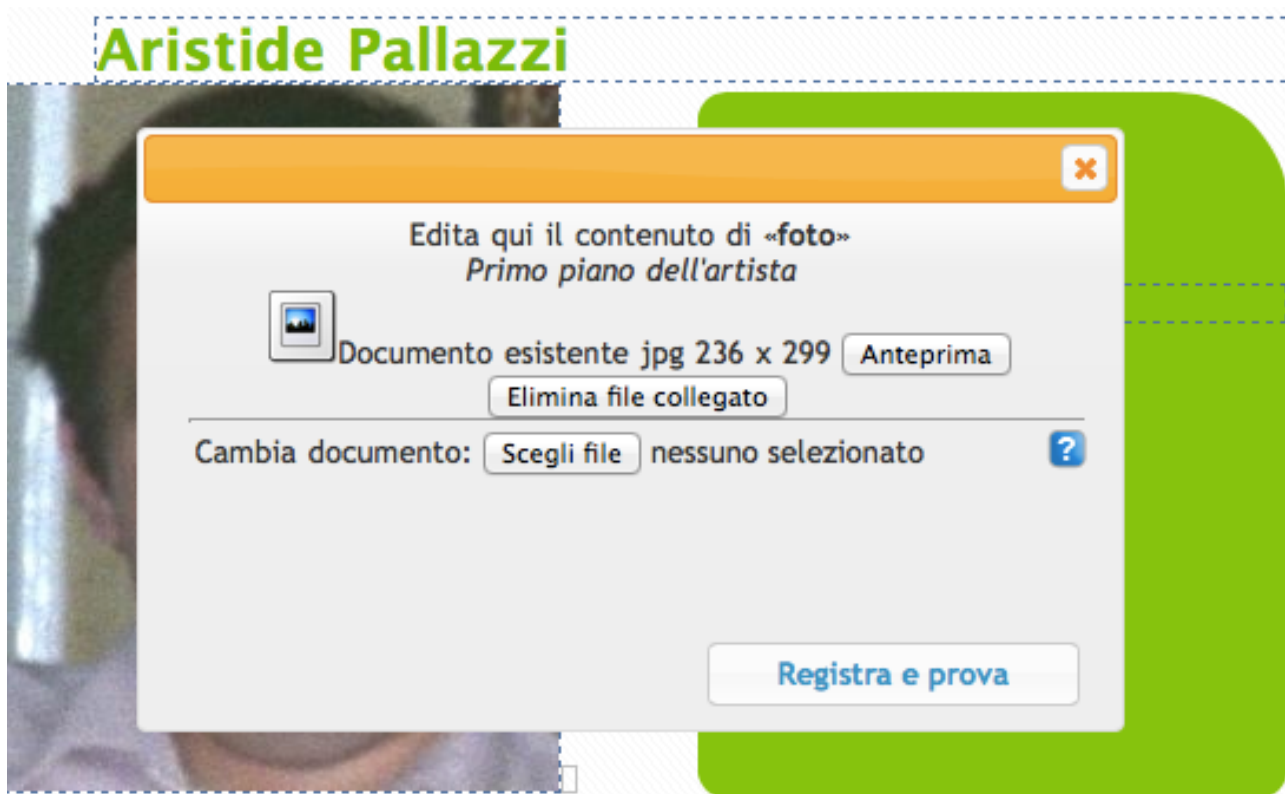 Aristide Pallazzi
Edita qui il contenuto di «foto»
Primo piano dell'artista
Documento esistente jpg 236 x 299 Anteprima
Elimina file collegato
Cambia documento: Scegli file nessuno selezionato ?
Registra e prova